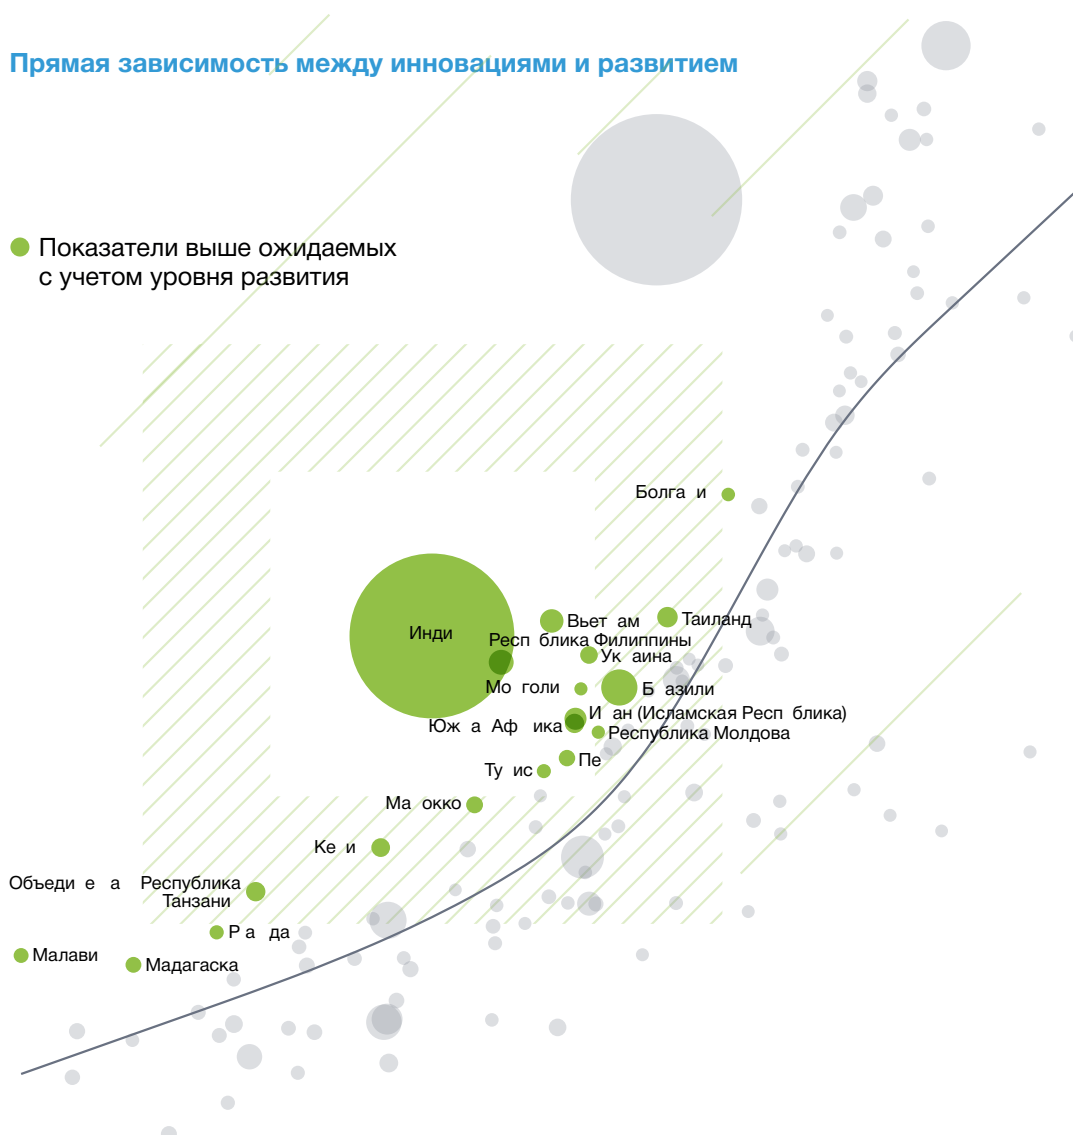 Прямая зависимость между инновациями и развитием
Показатели выше ожидаемых
с учетом уровня развития
Болга и
Инди
Вьет ам
Таиланд
Респ блика Филиппины
Ук аина
Мо голи
Б азили
И ан (Исламская Респ блика)
Юж а Аф ика
Республика Молдова
Пе
Ту ис
Ма окко
Ке и
Объеди е а Республика
Танзани
Р а да
Малави
Мадагаска